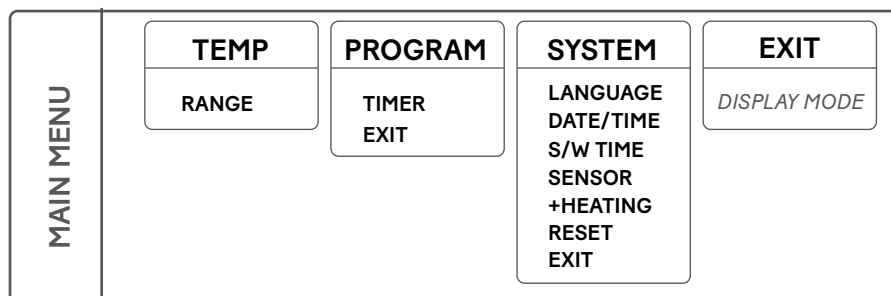 MAIN MENU
TEMP
RANGE
PROGRAM
TIMER
EXIT
SYSTEM
LANGUAGE
DATE/TIME
S/W TIME
SENSOR
+HEATING
RESET
EXIT
EXIT
DISPLAY MODE